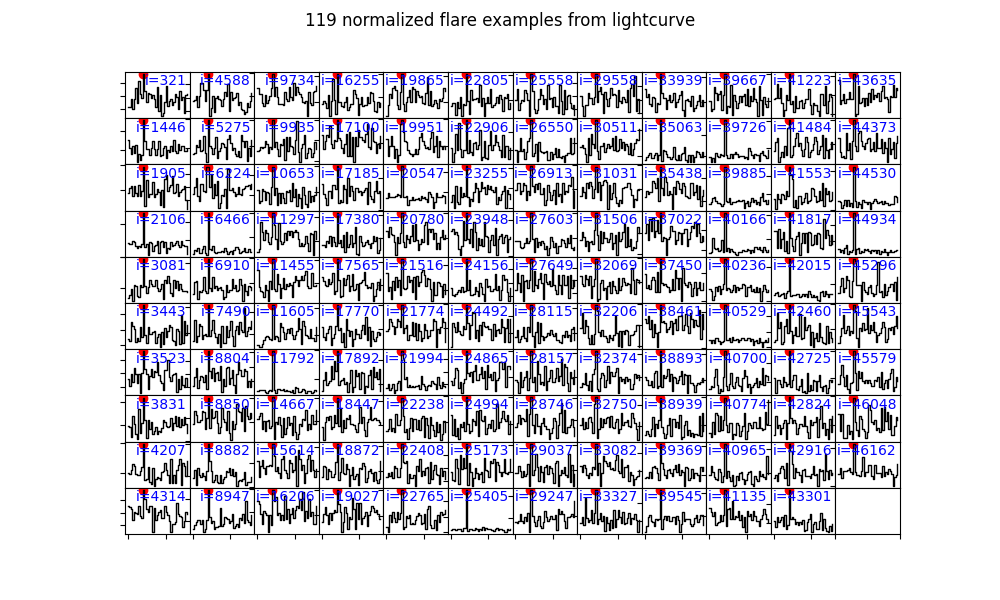 119 normalized flare examples from lightcurve
i=321 i=4588 i=9734 i=16255 i=19865 i=22805 i=25558 i=29558 i=33939 i=39667 i=41223 i=43635
i=1446 i=5275 i=9935 i=17100 i=19951 i=22906 i=26550 i=30511 i=35063 i=39726 i=41484 i=44373
i=1905 i=6224 i=10653 i=17185 i=20547 i=23255 i=26913 i=31031 i=35438 i=39885 i=41553 i=44530
i=2106 i=6466 i=11297 i=17380 i=20780 i=23948 i=27603 i=31506 i=37022 i=40166 i=41817 i=44934
i=3081 i=6910 i=11455 i=17565 i=21516 i=24156 i=27649 i=32069 i=37450 i=40236 i=42015 i=45296
i=3443 i=7490 i=11605 i=17770 i=21774 i=24492 i=28115 i=32206 i=38461 i=40529 i=42460 i=45543
i=3523 i=8804 i=11792 i=17892 i=21994 i=24865 i=28157 i=32374 i=38893 i=40700 i=42725 i=45579
i=3831 i=8850 i=14667 i=18447 i=22238 i=24994 i=28746 i=32750 i=38939 i=40774 i=42824 i=46048
i=4207 i=8882 i=15614 i=18872 i=22408 i=25173 i=29037 i=33082 i=39369 i=40965 i=42916 i=46162
i=4314 i=8947 i=16206 i=19027 i=22765 i=25405 i=29247 i=33327 i=39545 i=41135 i=43301